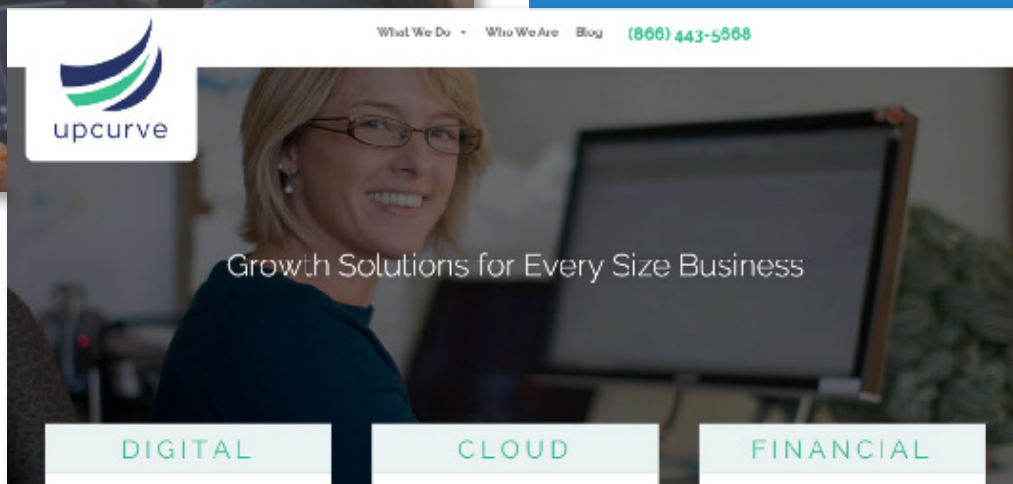 What We Do Who We Are Blog (866) 443-5668
upcurve
Growth Solutions for Every Size Business
DIGITAL CLOUD FINANCIAL